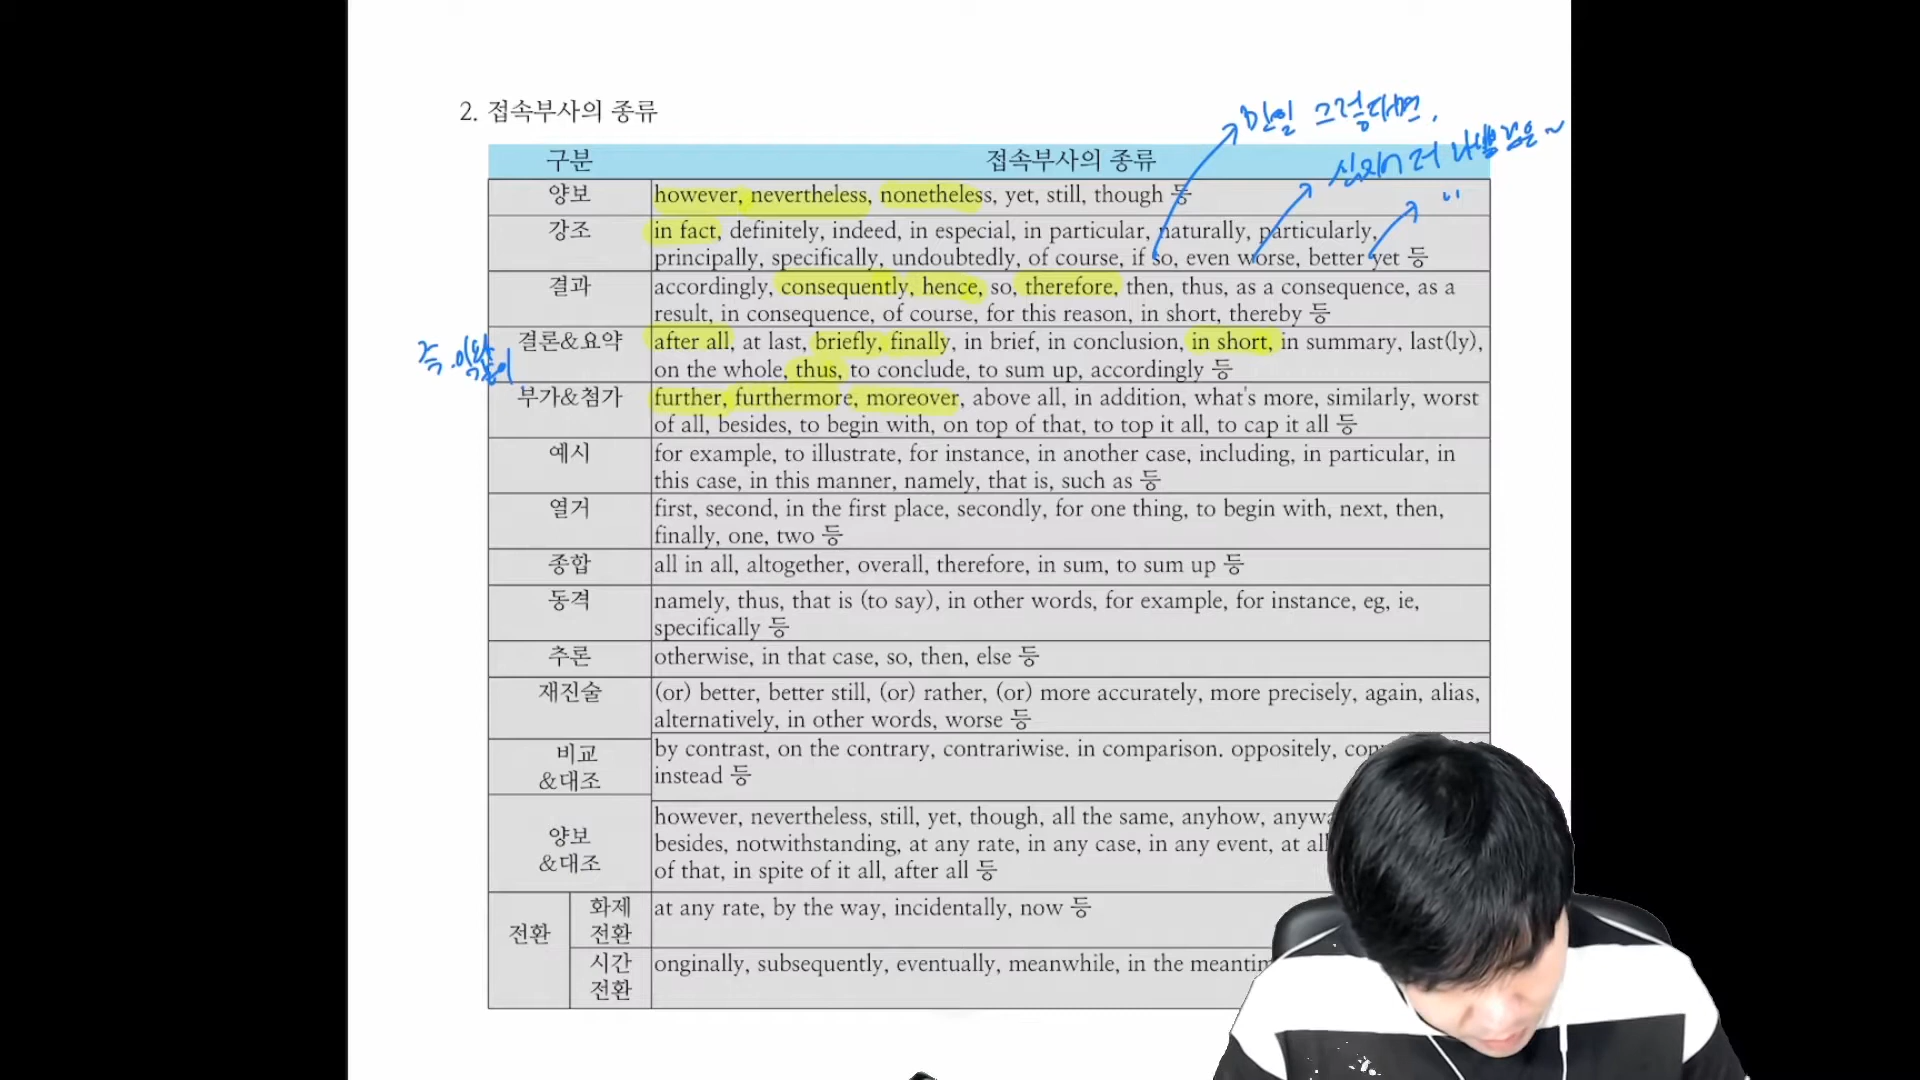 2. 접속부사의 종류
만일 그렇다면,
심지어 더 나쁜 것은~
구분 접속부사의 종류
양보 however, nevertheless, nonetheless, yet, still, though 등
강조 in fact, definitely, indeed, in especial, in particular, naturally, particularly,
principally, specifically, undoubtedly, of course, if so, even worse, better yet 등
결과 accordingly, consequently, hence, so, therefore, then, thus, as a consequence, as a
result, in consequence, of course, for this reason, in short, thereby 등
즉,
결론&요약 after all, at last, briefly, finally, in brief, in conclusion, in short, in summary, last(ly),
on the whole, thus, to conclude, to sum up, accordingly 등
부가&첨가 further, furthermore, moreover, above all, in addition, what's more, similarly, worst
of all, besides, to begin with, on top of that, to top it all, to cap it all 등
예시 for example, to illustrate, for instance, in another case, including, in particular, in
this case, in this manner, namely, that is, such as 등
열거 first, second, in the first place, secondly, for one thing, to begin with, next, then,
finally, one, two 등
종합 all in all, altogether, overall, therefore, in sum, to sum up 등
동격 namely, thus, that is (to say), in other words, for example, for instance, eg, ie,
specifically 등
추론 otherwise, in that case, so, then, else 등
재진술 (or) better, better still, (or) rather, (or) more accurately, more precisely, again, alias,
alternatively, in other words, worse 등
비교
&대조
by contrast, on the contrary, contrariwise. in comparison. oppositely,
instead 등
양보
&대조
however, nevertheless, still, yet, though, all the same, anyhow,
besides, notwithstanding, at any rate, in any case, in any event, at all
of that, in spite of it all, after all 등
전환
화제
전환
at any rate, by the way, incidentally, now 등
시간
전환
onginally, subsequently, eventually, meanwhile, in the